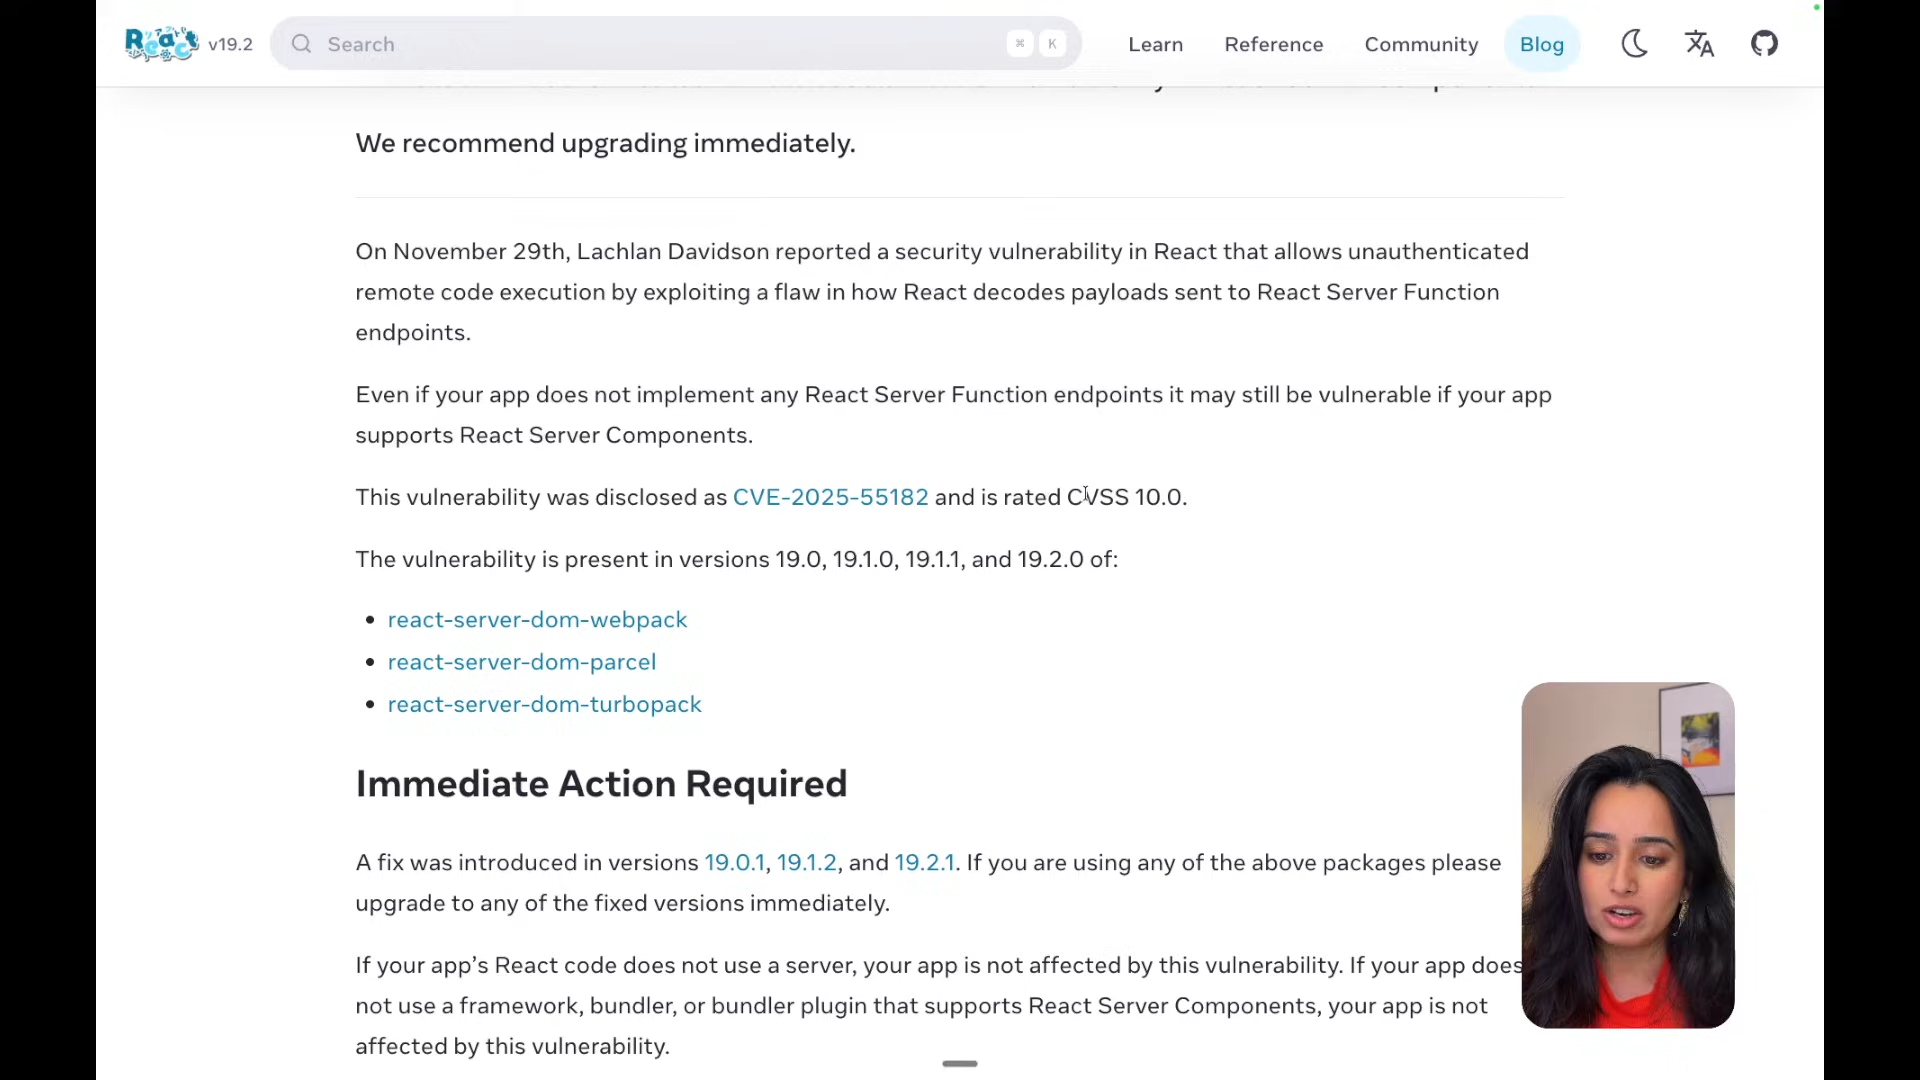 React v19.2 Search ⌘ K Learn Reference Community Blog
We recommend upgrading immediately.
On November 29th, Lachlan Davidson reported a security vulnerability in React that allows unauthenticated
remote code execution by exploiting a flaw in how React decodes payloads sent to React Server Function
endpoints.
Even if your app does not implement any React Server Function endpoints it may still be vulnerable if your app
supports React Server Components.
This vulnerability was disclosed as CVE-2025-55182 and is rated CVSS 10.0.
The vulnerability is present in versions 19.0, 19.1.0, 19.1.1, and 19.2.0 of:
• react-server-dom-webpack
• react-server-dom-parcel
• react-server-dom-turbopack
Immediate Action Required
A fix was introduced in versions 19.0.1, 19.1.2, and 19.2.1. If you are using any of the above packages please
upgrade to any of the fixed versions immediately.
If your app’s React code does not use a server, your app is not affected by this vulnerability. If your app does
not use a framework, bundler, or bundler plugin that supports React Server Components, your app is not
affected by this vulnerability.